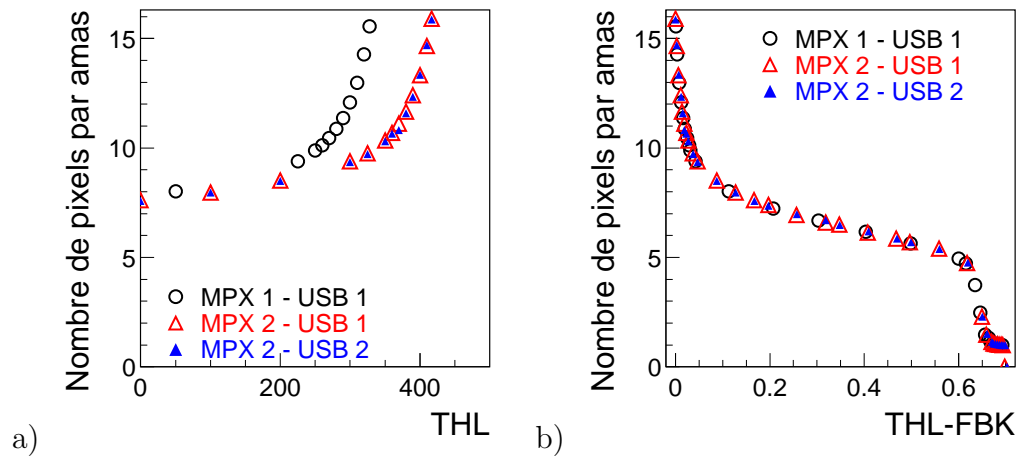 Nombre de pixels par amas
15
10
5
0
MPX 1 - USB 1
MPX 2 - USB 1
MPX 2 - USB 2
0 200 400
THL
a)
Nombre de pixels par amas
15
10
5
0
MPX 1 - USB 1
MPX 2 - USB 1
MPX 2 - USB 2
0 0.2 0.4 0.6
THL-FBK
b)